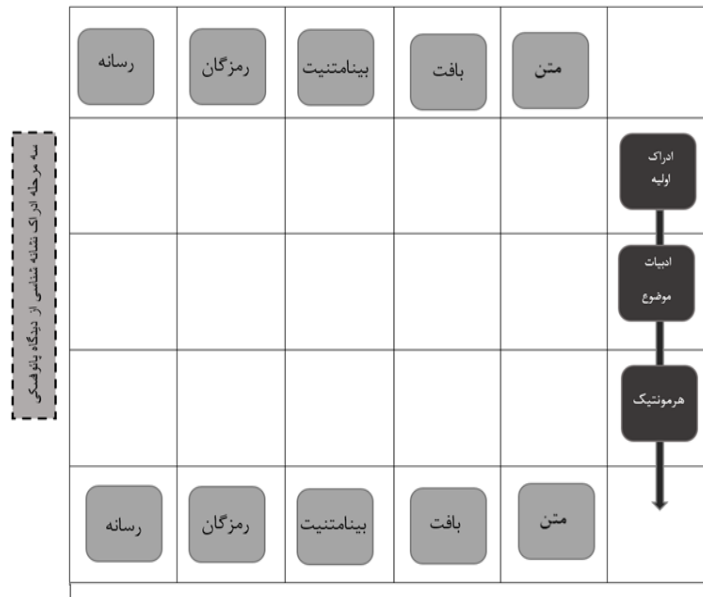 متن
بافت
بینامتنیت
رمزگان
رسانه
ادراک
اولیه
ادبیات
موضوع
هرمونتیک
متن
بافت
بینامتنیت
رمزگان
رسانه
سه مرحله ادراک نشانه شناسی از دیدگاه پانوفسکی